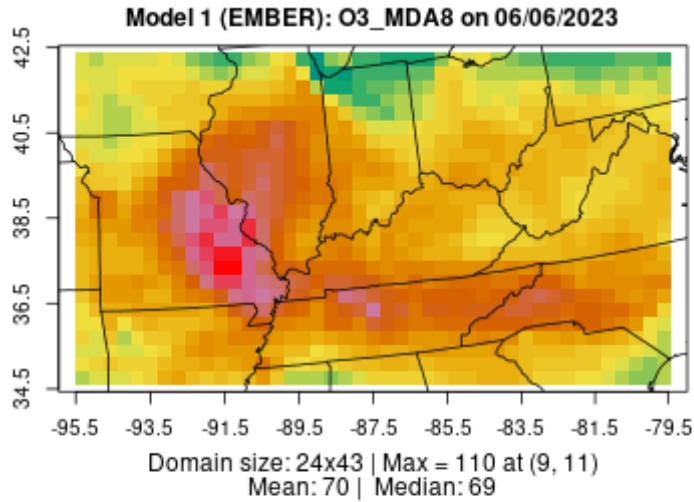 Model 1 (EMBER): O3_MDA8 on 06/06/2023
42.5
40.5
38.5
36.5
34.5
-95.5 -93.5 -91.5 -89.5 -87.5 -85.5 -83.5 -81.5 -79.5
Domain size: 24x43 | Max = 110 at (9, 11)
Mean: 70 | Median: 69